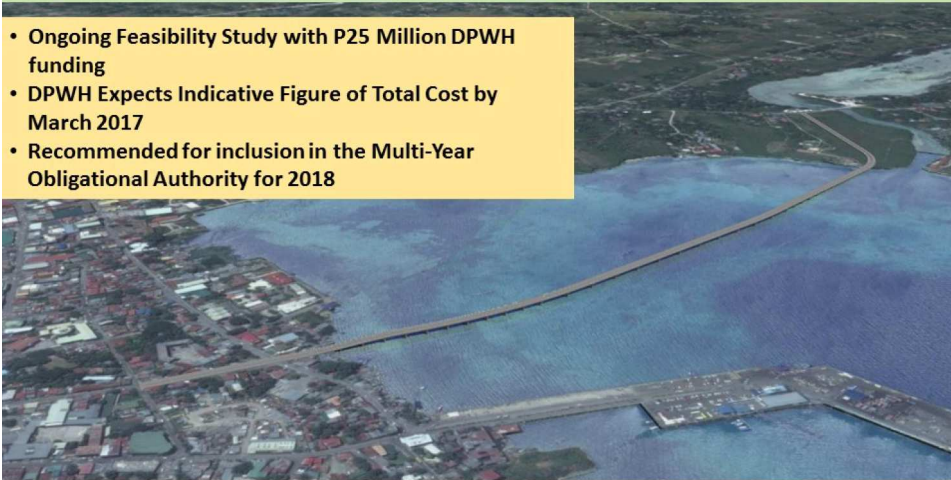 • Ongoing Feasibility Study with P25 Million DPWH
funding
• DPWH Expects Indicative Figure of Total Cost by
March 2017
• Recommended for inclusion in the Multi-Year
Obligational Authority for 2018